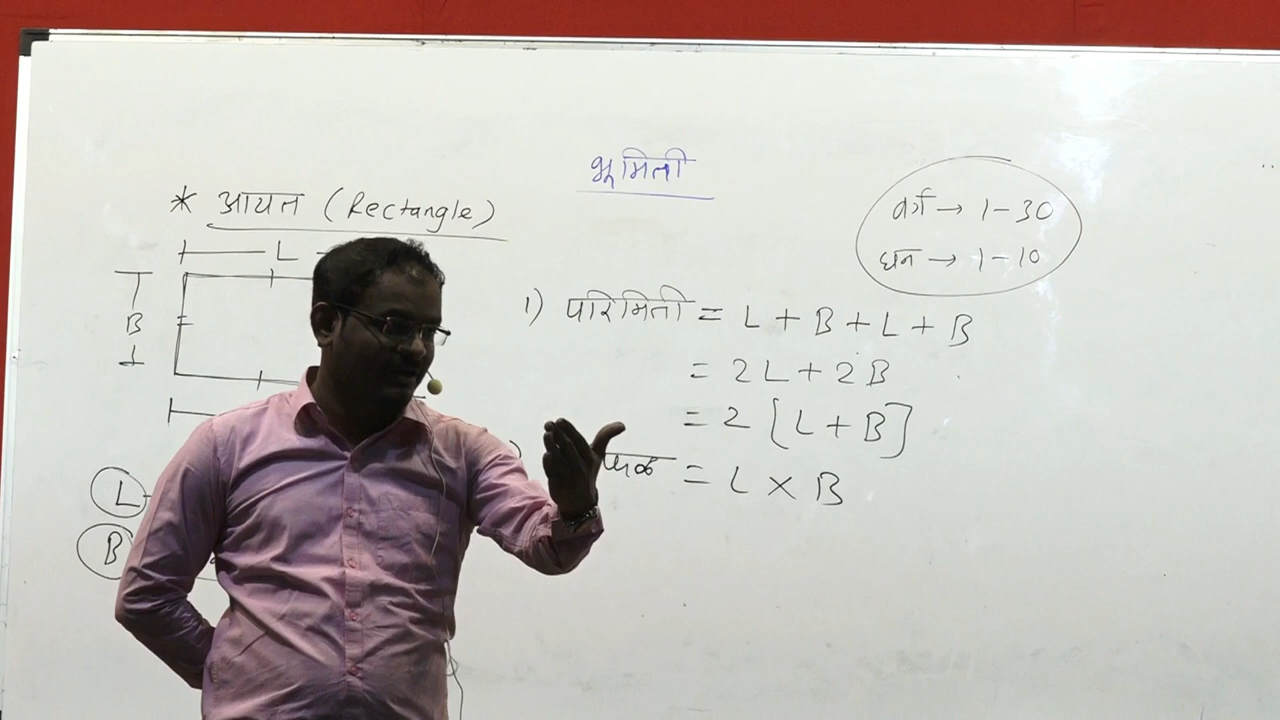 भूमिती
* आयत (Rectangle)
वर्ग → 1-30
घन → 1-10
L
B
1) परिमिती = L + B + L + B
= 2L + 2B
= 2 [L + B]
= L × B
L
B